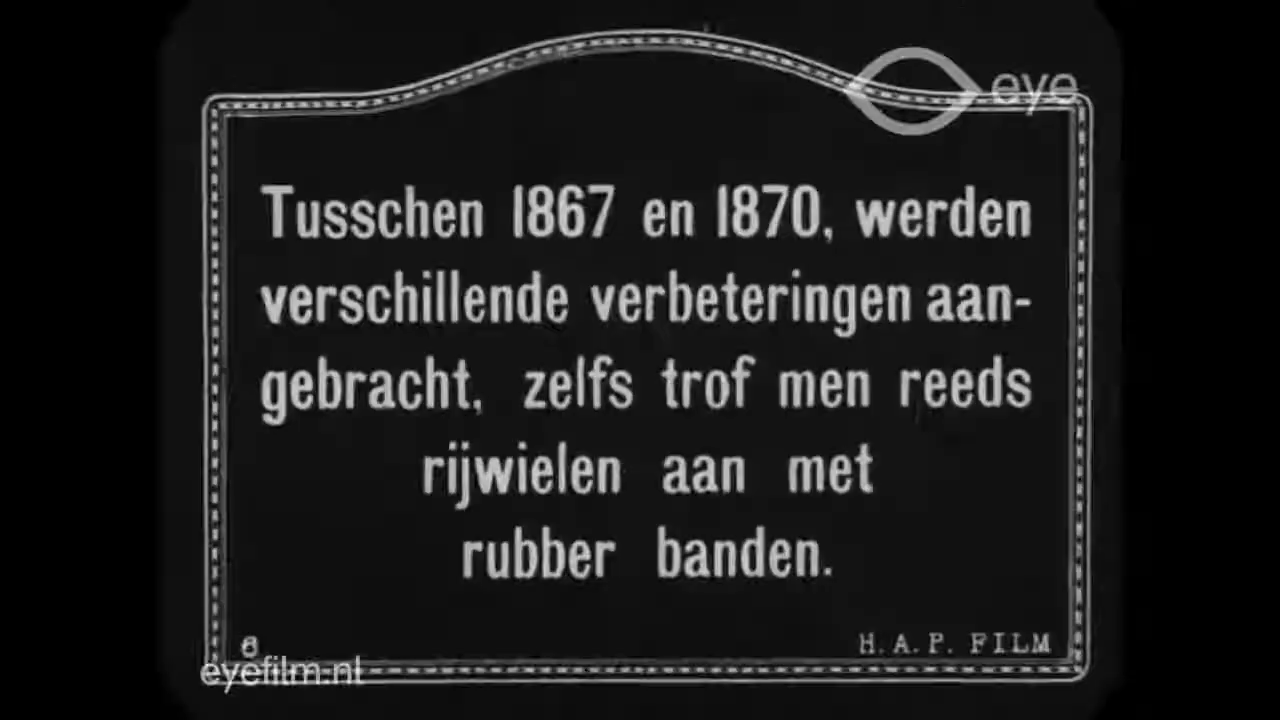 eye
Tusschen 1867 en 1870, werden
verschillende verbeteringen aan-
gebracht, zelfs trof men reeds
rijwielen aan met
rubber banden.
6
H. A. P. FILM
eyefilm.nl